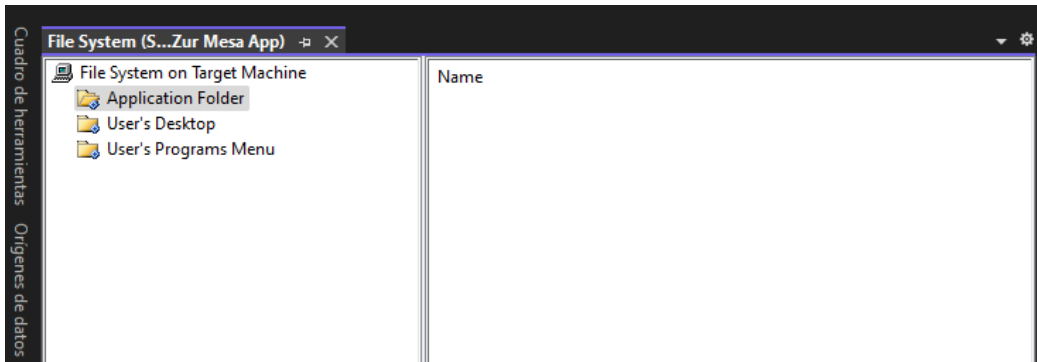 Cuadro de herramientas
Orígenes de datos
File System (S...Zur Mesa App)
File System on Target Machine
Application Folder
User's Desktop
User's Programs Menu
Name